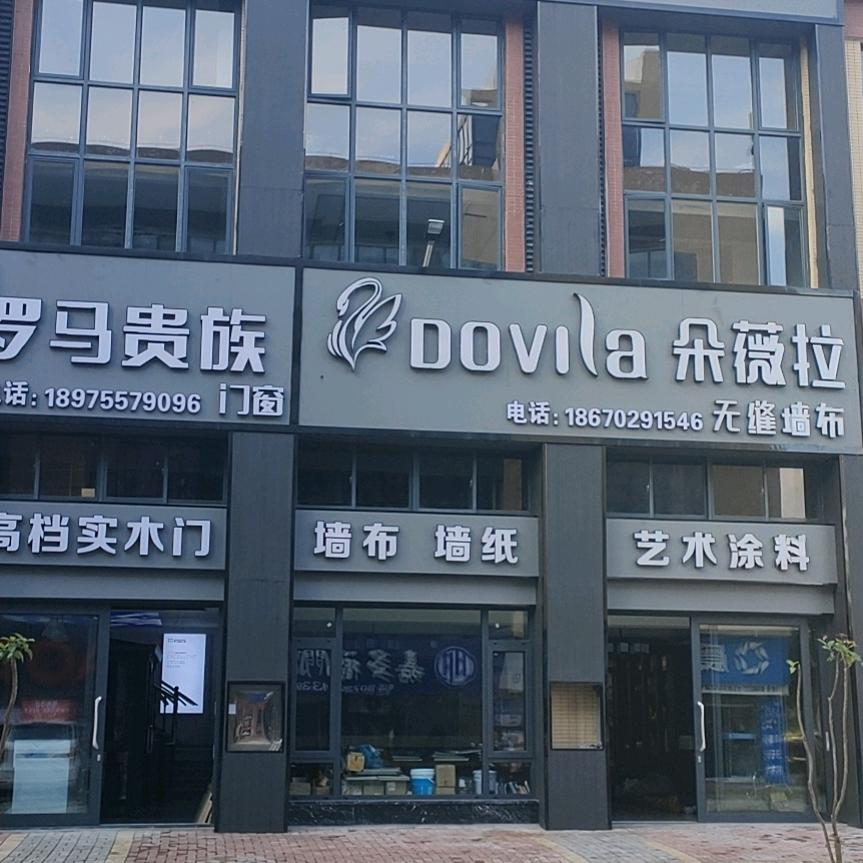 罗马贵族
话: 18975579096 门窗
DOVIla 朵薇拉
电话: 18670291546 无缝墙布
高档实木门
墙布 墙纸
艺术涂料